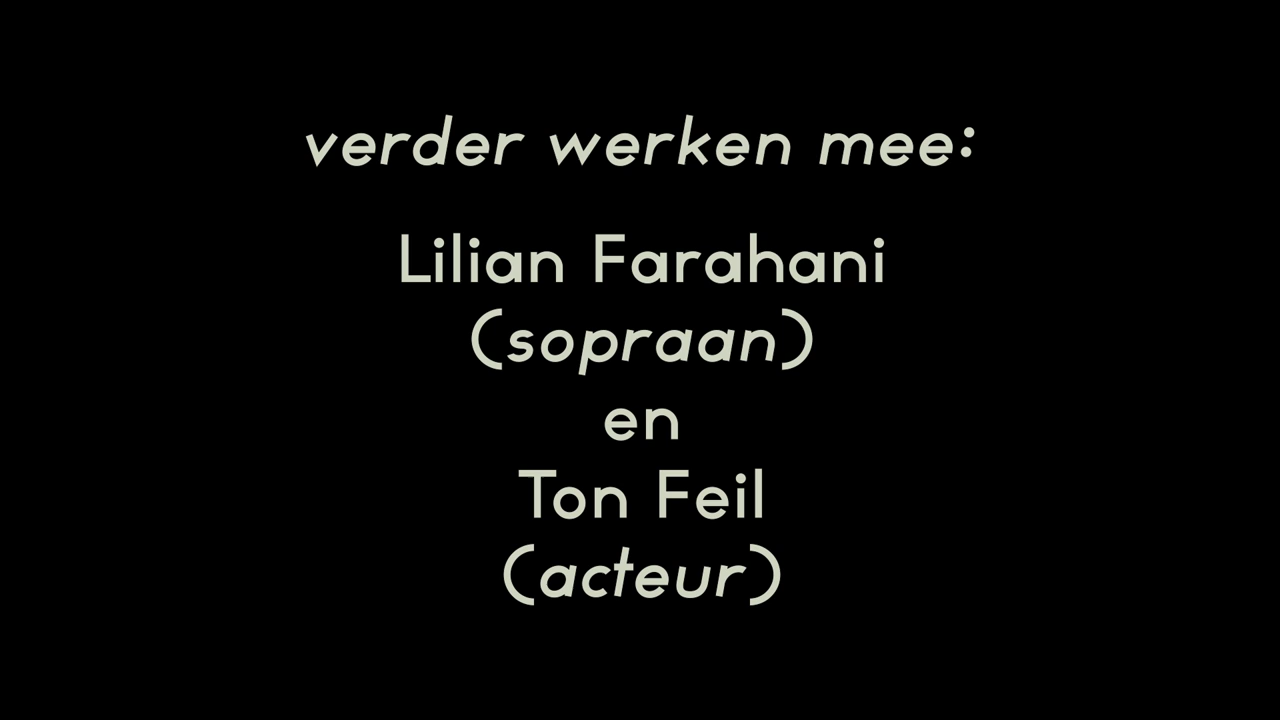 verder werken mee:
Lilian Farahani
(sopraan)
en
Ton Feil
(acteur)